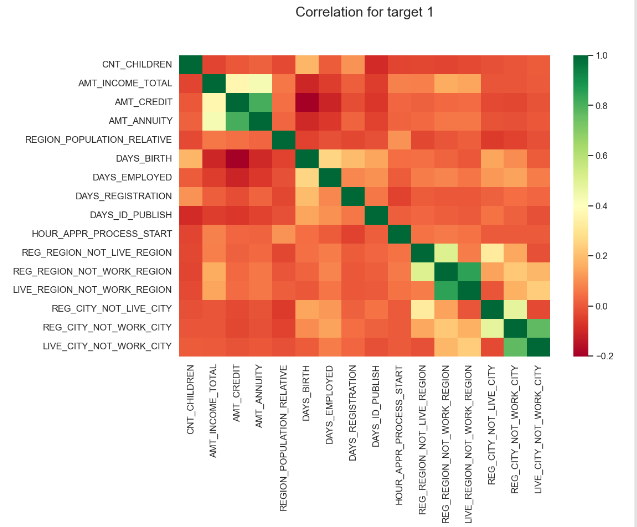 Correlation for target 1
CNT_CHILDREN
AMT_INCOME_TOTAL
AMT_CREDIT
AMT_ANNUITY
REGION_POPULATION_RELATIVE
DAYS_BIRTH
DAYS_EMPLOYED
DAYS_REGISTRATION
DAYS_ID_PUBLISH
HOUR_APPR_PROCESS_START
REG_REGION_NOT_LIVE_REGION
REG_REGION_NOT_WORK_REGION
LIVE_REGION_NOT_WORK_REGION
REG_CITY_NOT_LIVE_CITY
REG_CITY_NOT_WORK_CITY
LIVE_CITY_NOT_WORK_CITY
CNT_CHILDREN
AMT_INCOME_TOTAL
AMT_CREDIT
AMT_ANNUITY
REGION_POPULATION_RELATIVE
DAYS_BIRTH
DAYS_EMPLOYED
DAYS_REGISTRATION
DAYS_ID_PUBLISH
HOUR_APPR_PROCESS_START
REG_REGION_NOT_LIVE_REGION
REG_REGION_NOT_WORK_REGION
LIVE_REGION_NOT_WORK_REGION
REG_CITY_NOT_LIVE_CITY
REG_CITY_NOT_WORK_CITY
LIVE_CITY_NOT_WORK_CITY
1.0
0.8
0.6
0.4
0.2
0.0
−0.2